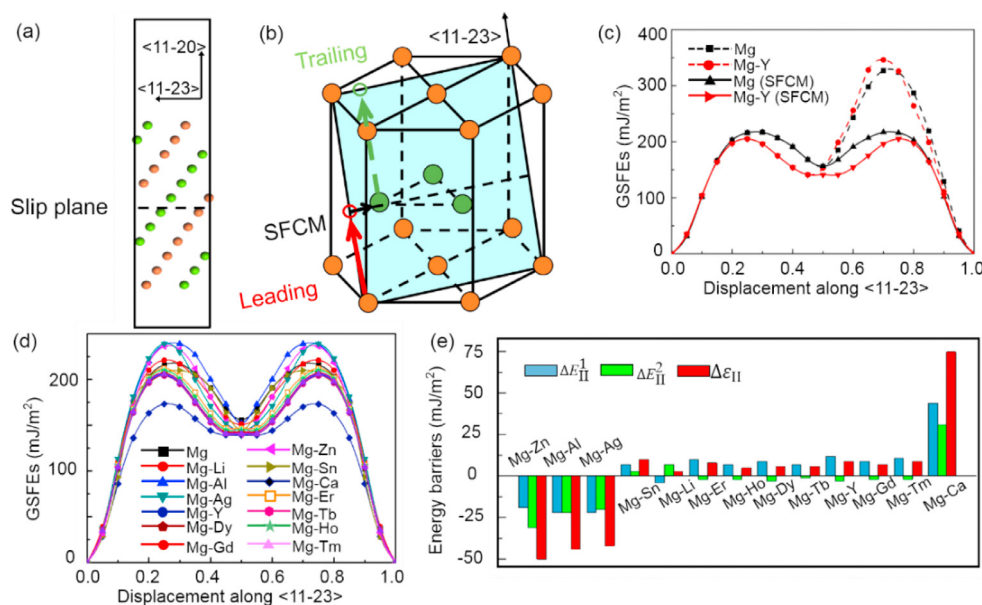 (a)
<11-20>
<11-23>
Slip plane
(b)
<11-23>
Trailing
SFCM
Leading
(c)
GSFEs (mJ/m²)
400
300
200
100
0
Mg
Mg-Y
Mg (SFCM)
Mg-Y (SFCM)
0.0 0.2 0.4 0.6 0.8 1.0
Displacement along <11-23>
(d)
GSFEs (mJ/m²)
200
100
0
Mg
Mg-Li
Mg-Al
Mg-Ag
Mg-Y
Mg-Dy
Mg-Gd
Mg-Zn
Mg-Sn
Mg-Ca
Mg-Er
Mg-Tb
Mg-Ho
Mg-Tm
0.0 0.2 0.4 0.6 0.8 1.0
Displacement along <11-23>
(e)
Energy barriers (mJ/m²)
75
50
25
0
-25
-50
ΔE¹II ΔE²II ΔεII
Mg-Zn
Mg-Al
Mg-Ag
Mg-Sn
Mg-Li
Mg-Er
Mg-Ho
Mg-Dy
Mg-Tb
Mg-Y
Mg-Gd
Mg-Tm
Mg-Ca